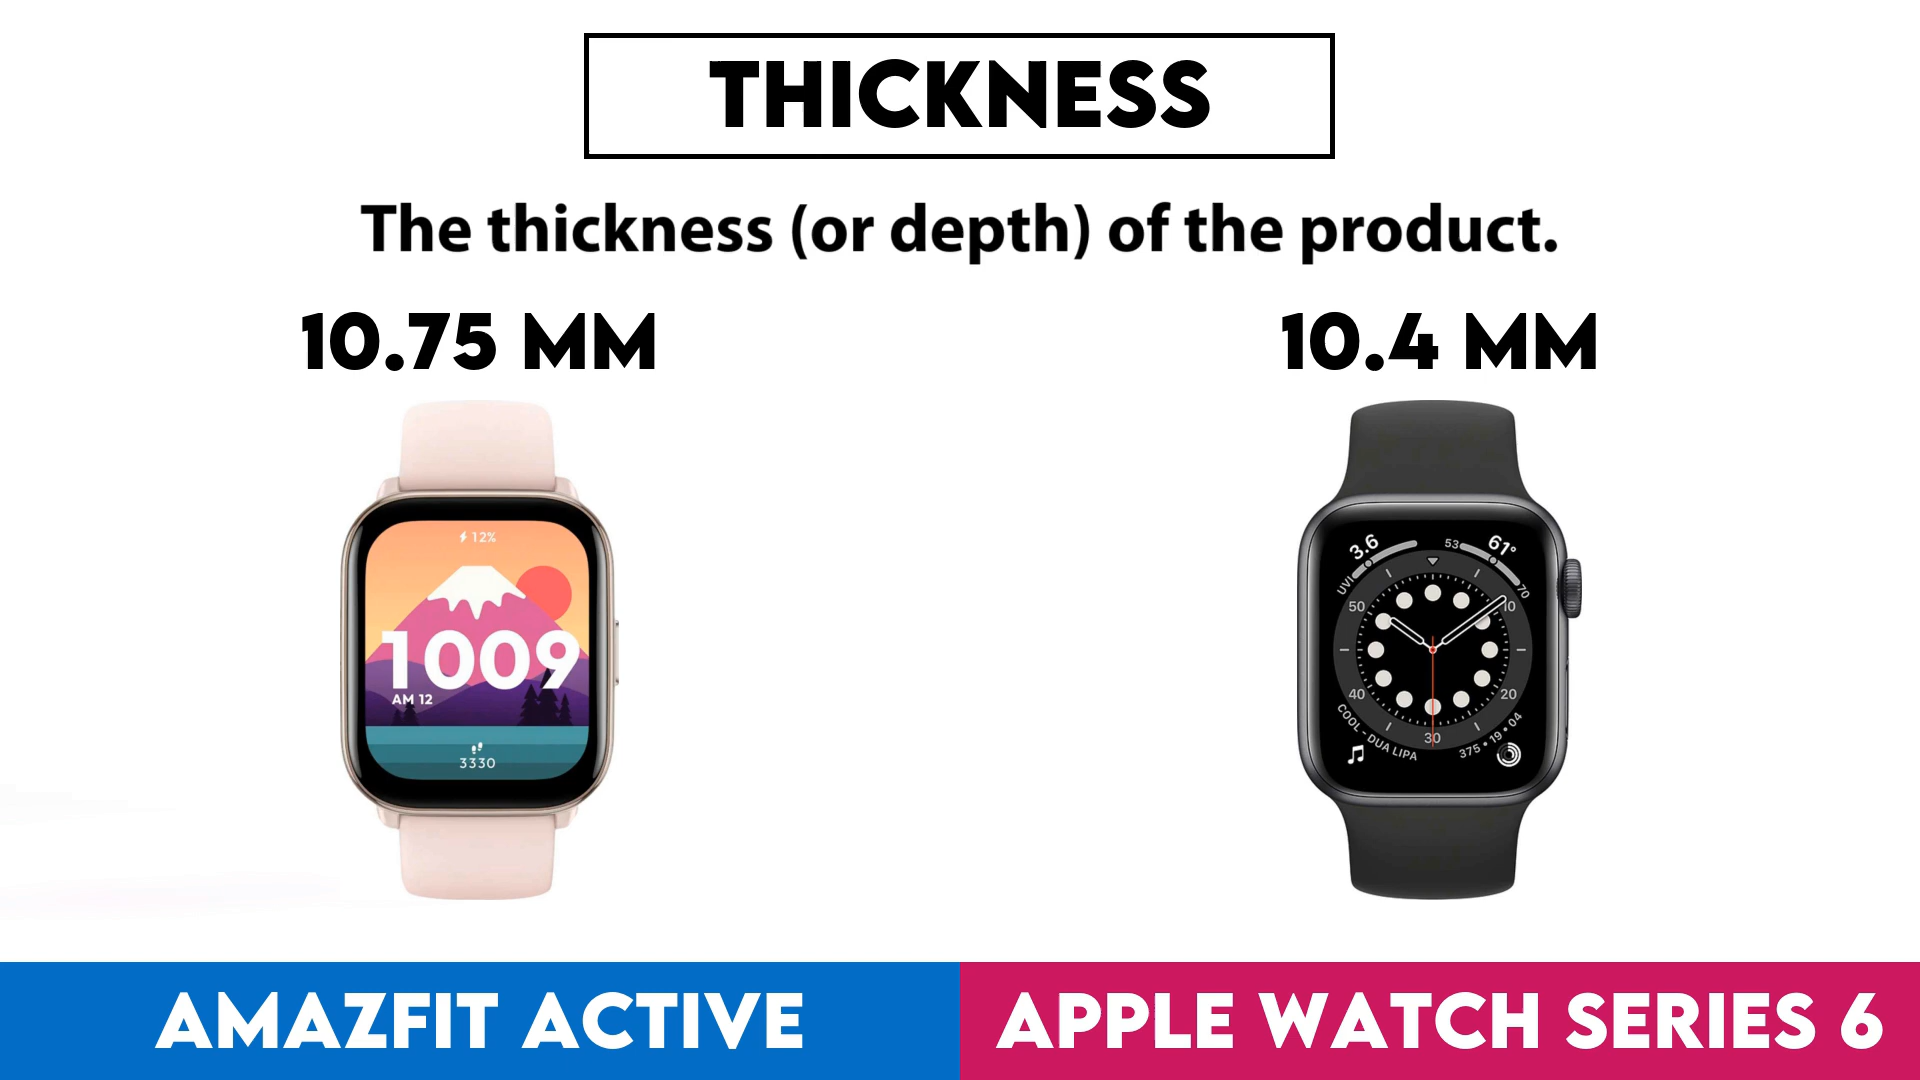 THICKNESS
The thickness (or depth) of the product.
10.75 MM
10.4 MM
12%
1009
AM 12
3330
3.6
UVI
53
61°
70
50
10
40
20
30
COOL - DUA LIPA
375 • 19 • 04
AMAZFIT ACTIVE
APPLE WATCH SERIES 6